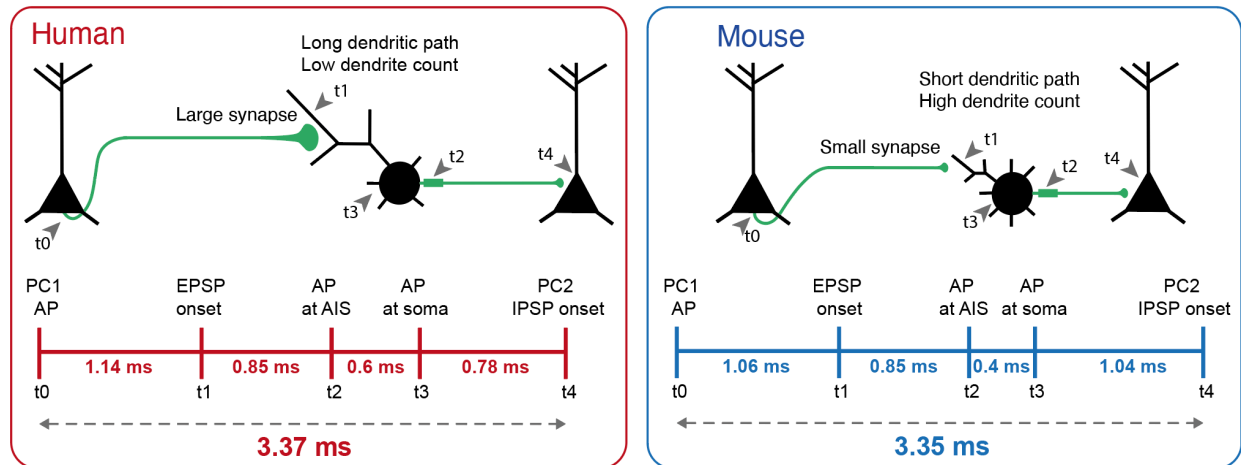 Human
Long dendritic path
Low dendrite count
t1
Large synapse
t2
t4
t3
t0
PC1
AP
EPSP
onset
AP
at AIS
AP
at soma
PC2
IPSP onset
1.14 ms
0.85 ms
0.6 ms
0.78 ms
t0
t1
t2
t3
t4
3.37 ms
Mouse
Short dendritic path
High dendrite count
Small synapse
t1
t2
t4
t3
t0
PC1
AP
EPSP
onset
AP
at AIS
AP
at soma
PC2
IPSP onset
1.06 ms
0.85 ms
0.4 ms
1.04 ms
t0
t1
t2
t3
t4
3.35 ms